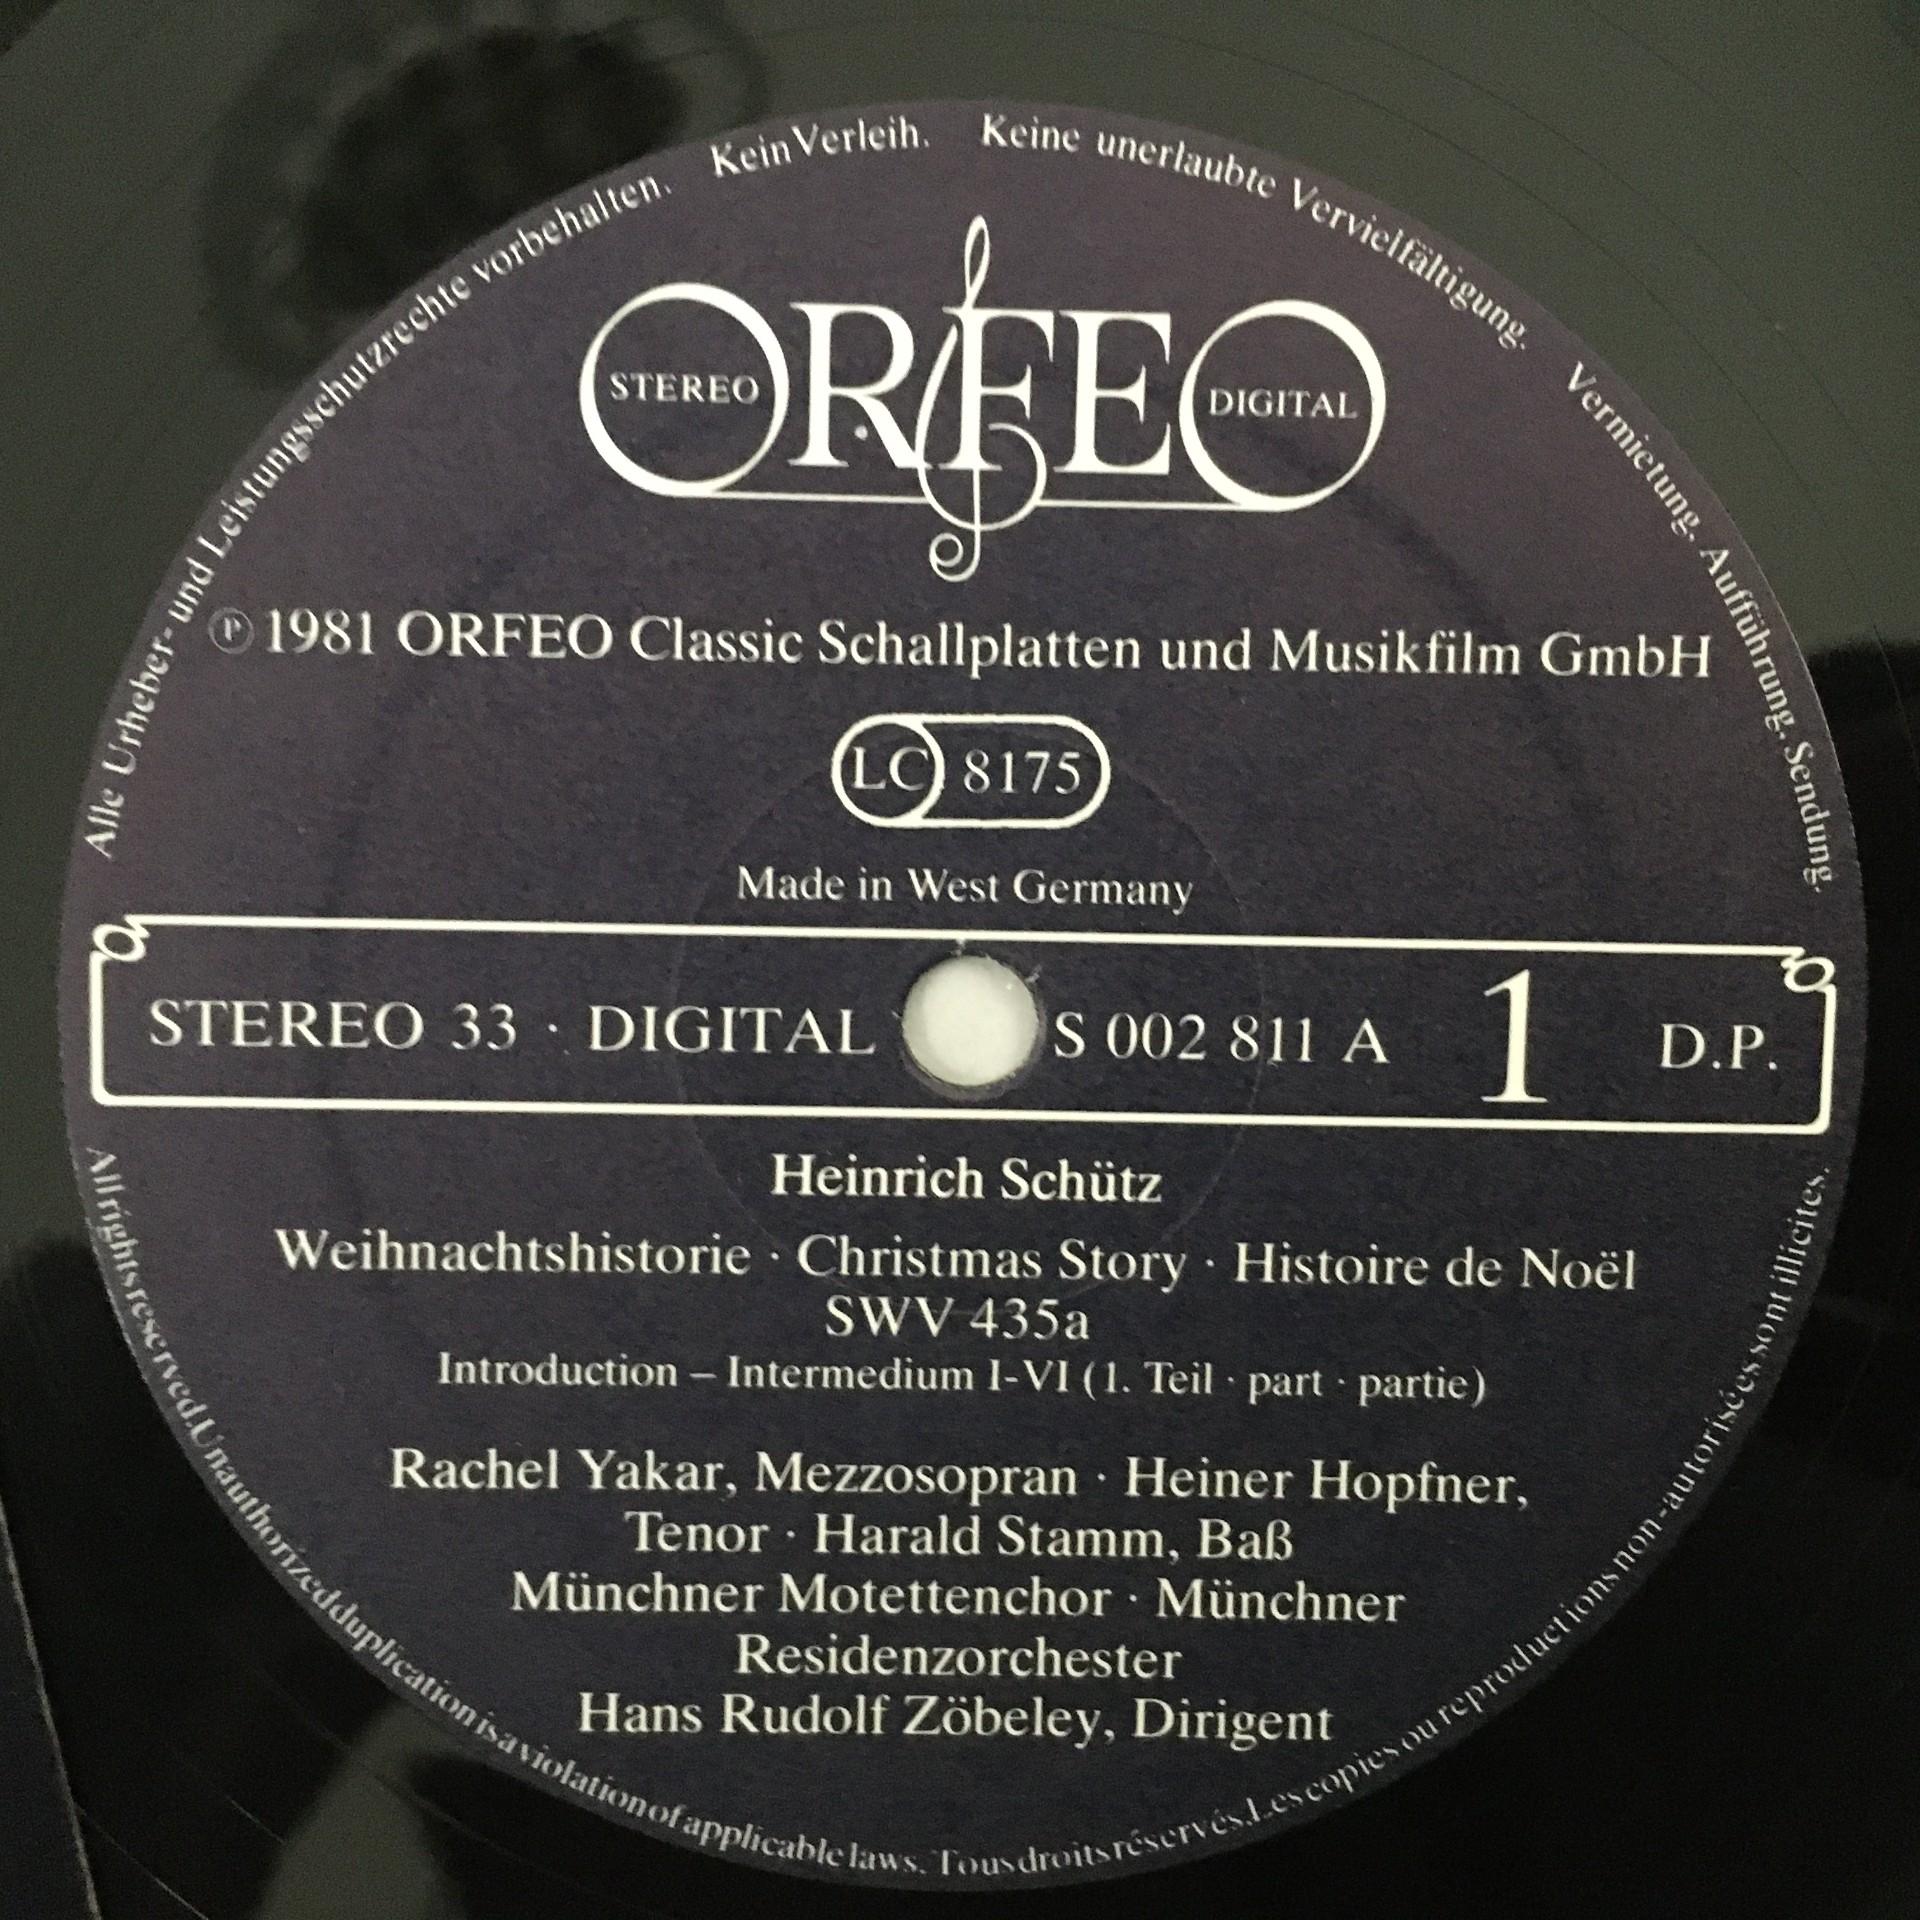 Alle Urheber- und Leistungsschutzrechte vorbehalten. Kein Verleih. Keine unerlaubte Vervielfältigung. Vermietung, Aufführung, Sendung.
ORFEO
STEREO
DIGITAL
℗ 1981 ORFEO Classic Schallplatten und Musikfilm GmbH
LC 8175
Made in West Germany
STEREO 33 · DIGITAL S 002 811 A 1 D.P.
Heinrich Schütz
Weihnachtshistorie · Christmas Story · Histoire de Noël
SWV 435a
Introduction – Intermedium I-VI (1. Teil · part · partie)
Rachel Yakar, Mezzosopran · Heiner Hopfner,
Tenor · Harald Stamm, Baß
Münchner Motettenchor · Münchner
Residenzorchester
Hans Rudolf Zöbeley, Dirigent
All rights reserved. Unauthorized duplication is a violation of applicable laws. Tous droits réservés. Les copies ou reproductions non-autorisées sont illicites.